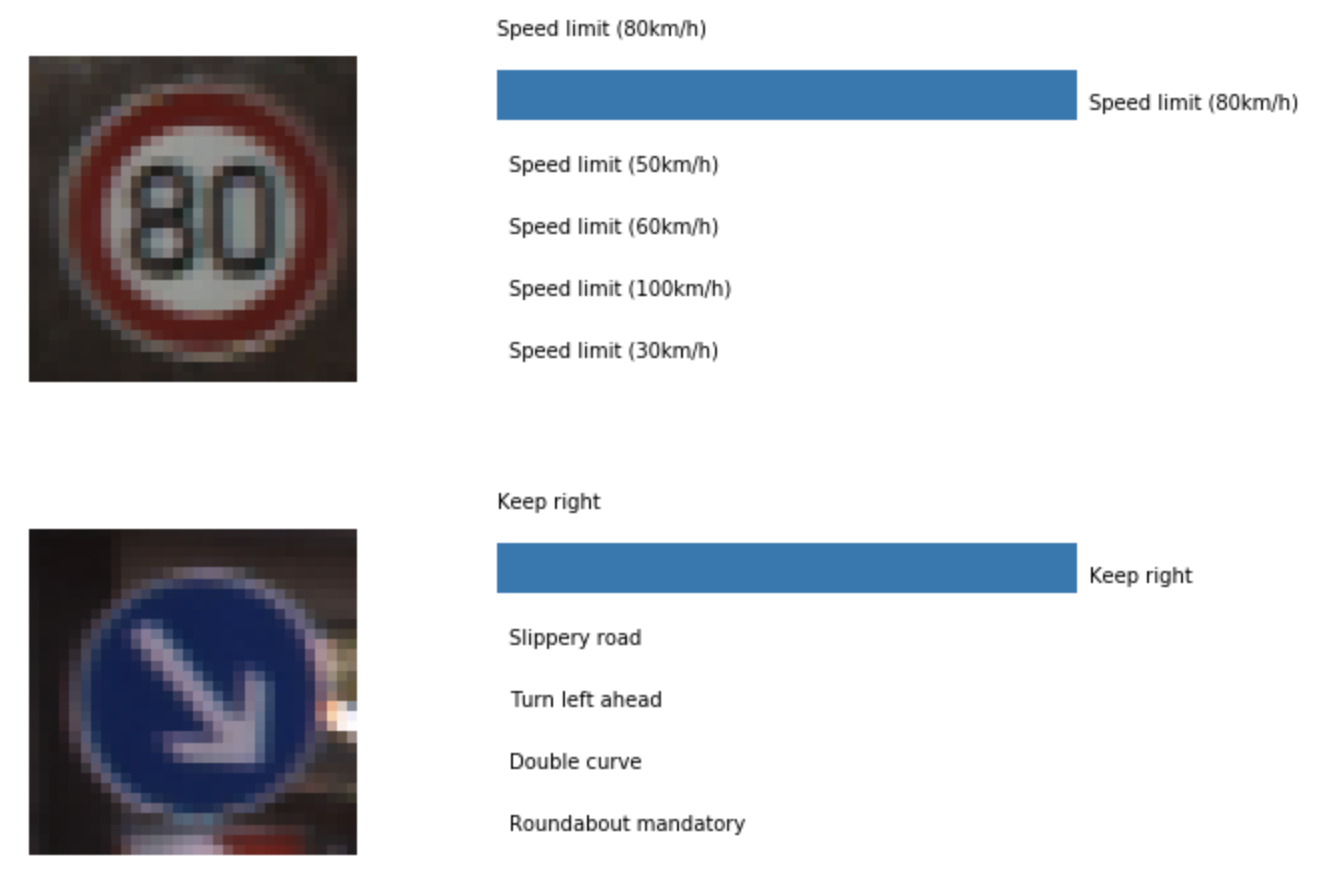 Speed limit (80km/h)
80
Speed limit (80km/h)
Speed limit (50km/h)
Speed limit (60km/h)
Speed limit (100km/h)
Speed limit (30km/h)
Keep right
Keep right
Slippery road
Turn left ahead
Double curve
Roundabout mandatory